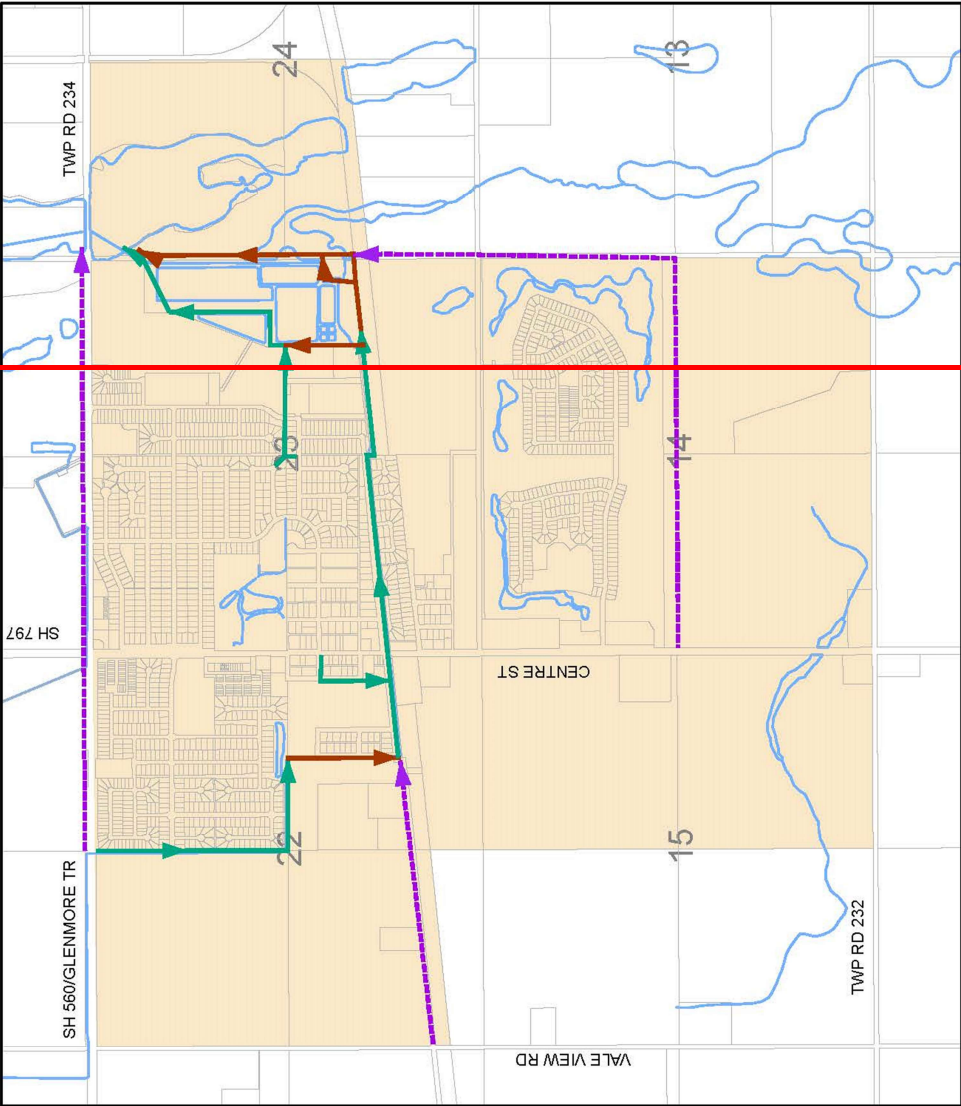 24
13
TWP RD 234
23
14
SH 797
CENTRE ST
22
15
SH 560/GLENMORE TR
TWP RD 232
VALE VIEW RD